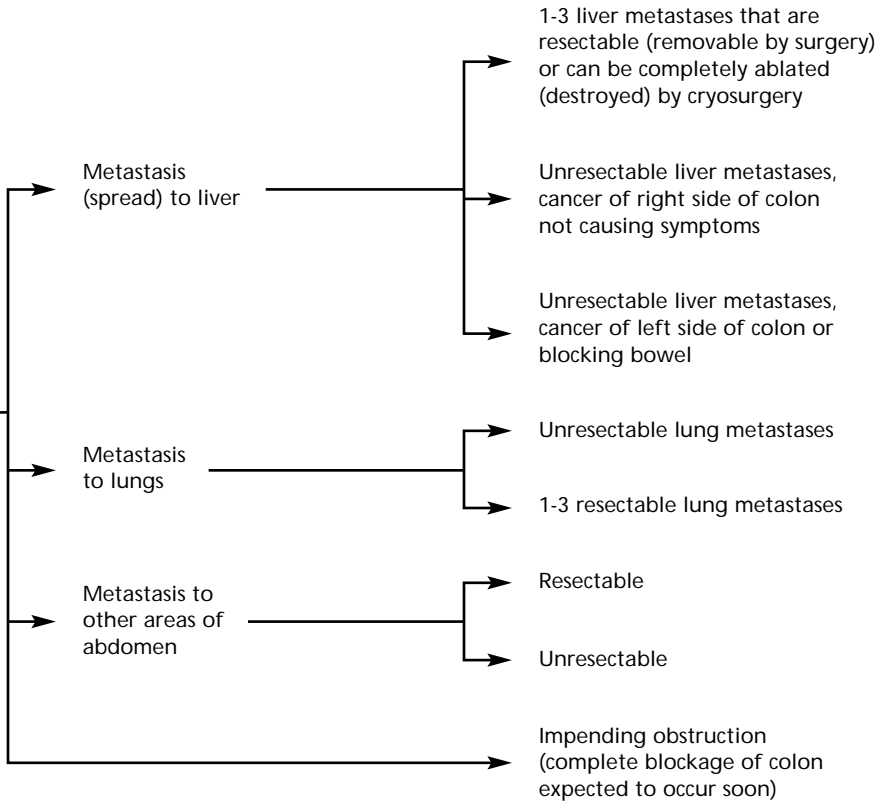 1-3 liver metastases that are
resectable (removable by surgery)
or can be completely ablated
(destroyed) by cryosurgery
Metastasis
(spread) to liver
Unresectable liver metastases,
cancer of right side of colon
not causing symptoms
Unresectable liver metastases,
cancer of left side of colon or
blocking bowel
Metastasis
to lungs
Unresectable lung metastases
1-3 resectable lung metastases
Metastasis to
other areas of
abdomen
Resectable
Unresectable
Impending obstruction
(complete blockage of colon
expected to occur soon)